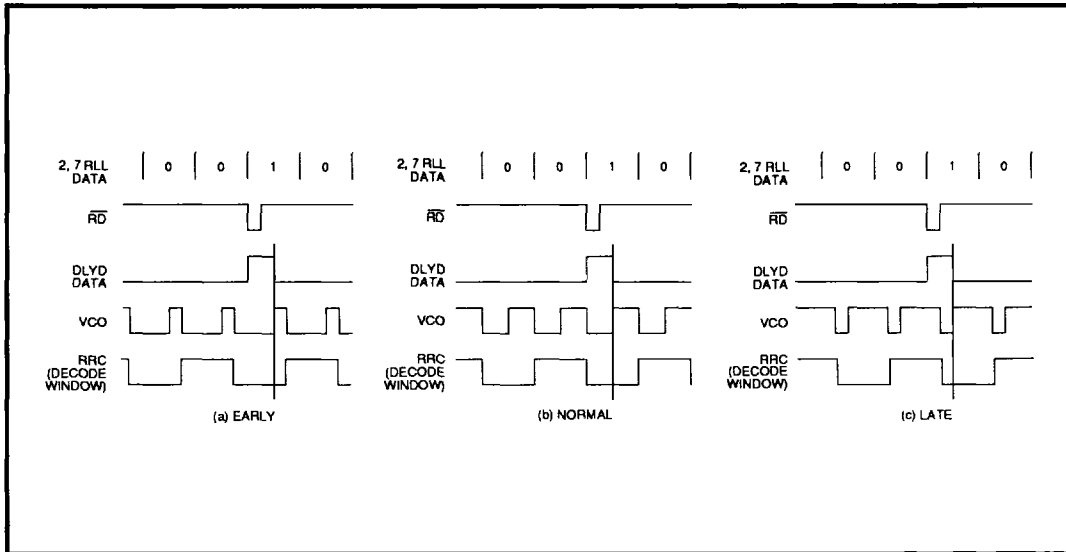 2, 7 RLL DATA | 0 | 0 | 1 | 0 |
RD
DLYD DATA
VCO
RRC (DECODE WINDOW)
(a) EARLY
2, 7 RLL DATA | 0 | 0 | 1 | 0 |
RD
DLYD DATA
VCO
RRC (DECODE WINDOW)
(b) NORMAL
2, 7 RLL DATA | 0 | 0 | 1 | 0 |
RD
DLYD DATA
VCO
RRC (DECODE WINDOW)
(c) LATE